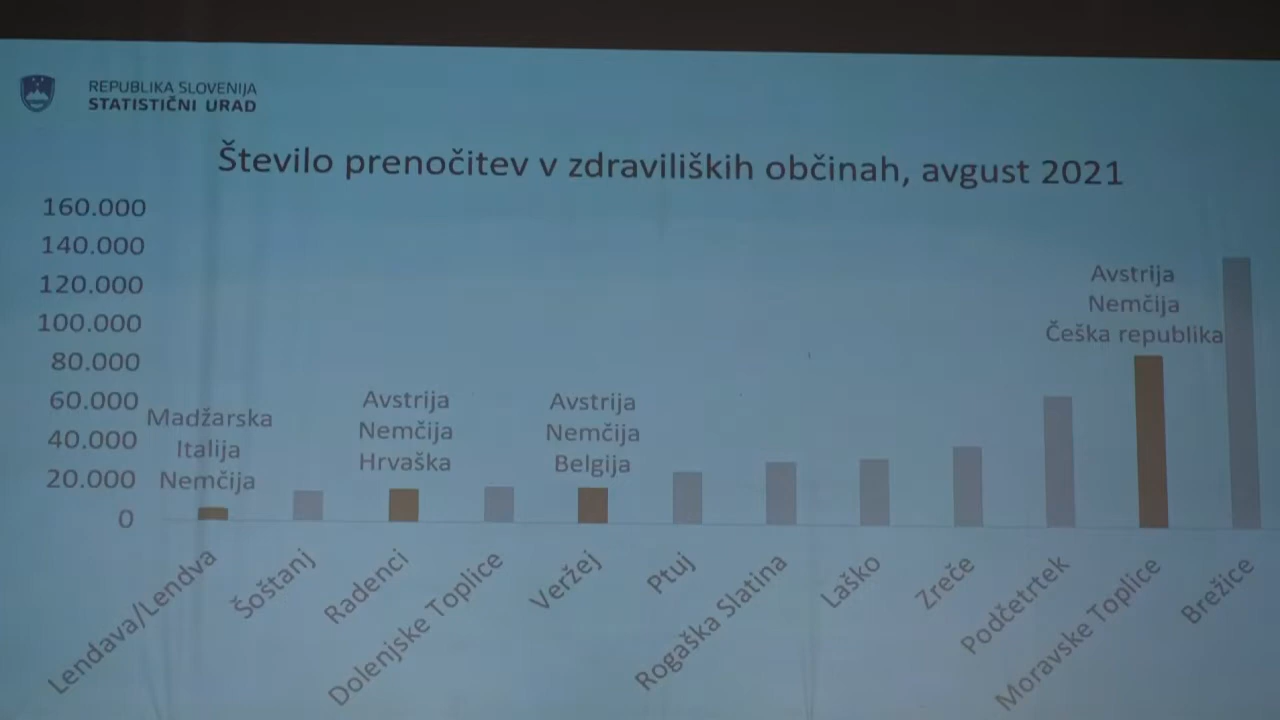 REPUBLIKA SLOVENIJA
STATISTIČNI URAD
Število prenočitev v zdraviliških občinah, avgust 2021
160.000
140.000
120.000
100.000
80.000
60.000
40.000
20.000
0
Madžarska
Italija
Nemčija
Avstrija
Nemčija
Hrvaška
Avstrija
Nemčija
Belgija
Avstrija
Nemčija
Češka republika
Lendava/Lendva
Šoštanj
Radenci
Dolenjske Toplice
Veržej
Ptuj
Rogaška Slatina
Laško
Zreče
Podčetrtek
Moravske Toplice
Brežice